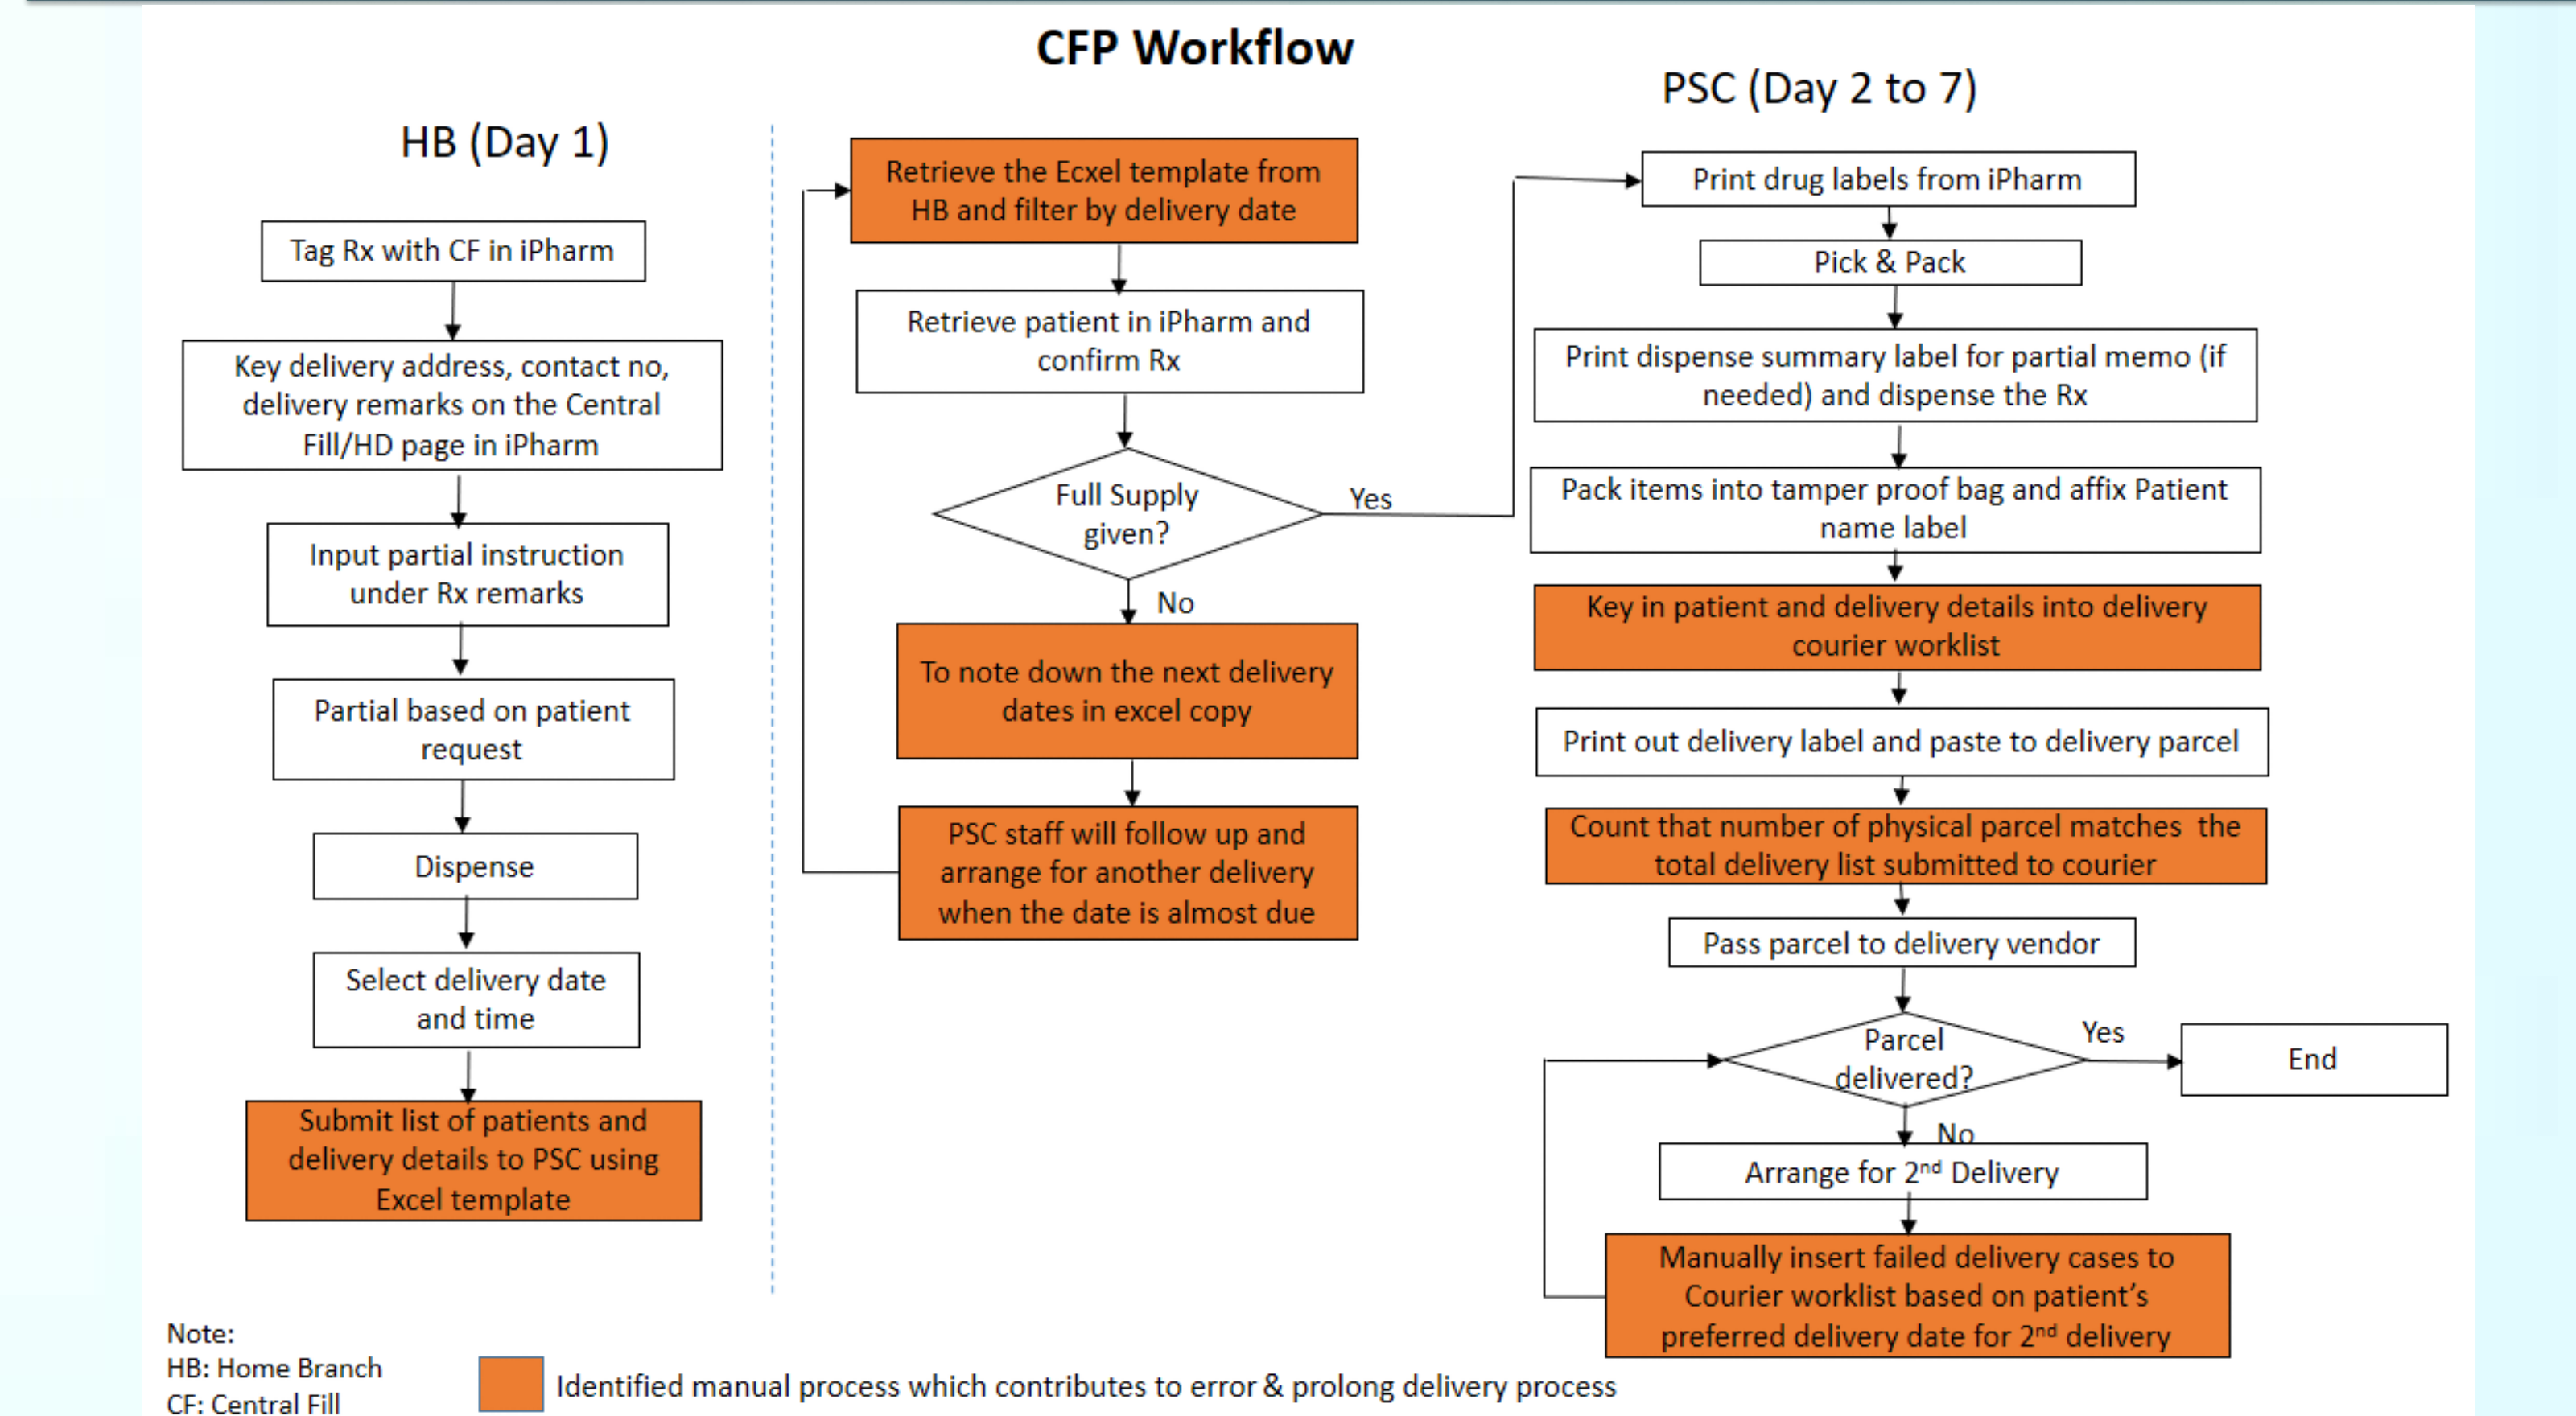 CFP Workflow
HB (Day 1)
Tag Rx with CF in iPharm
Key delivery address, contact no,
delivery remarks on the Central
Fill/HD page in iPharm
Input partial instruction
under Rx remarks
Partial based on patient
request
Dispense
Select delivery date
and time
Submit list of patients and
delivery details to PSC using
Excel template
PSC (Day 2 to 7)
Retrieve the Ecxel template from
HB and filter by delivery date
Retrieve patient in iPharm and
confirm Rx
Full Supply
given?
Yes
No
To note down the next delivery
dates in excel copy
PSC staff will follow up and
arrange for another delivery
when the date is almost due
Print drug labels from iPharm
Pick & Pack
Print dispense summary label for partial memo (if
needed) and dispense the Rx
Pack items into tamper proof bag and affix Patient
name label
Key in patient and delivery details into delivery
courier worklist
Print out delivery label and paste to delivery parcel
Count that number of physical parcel matches  the
total delivery list submitted to courier
Pass parcel to delivery vendor
Parcel
delivered?
Yes
End
No
Arrange for 2nd Delivery
Manually insert failed delivery cases to
Courier worklist based on patient’s
preferred delivery date for 2nd delivery
Note:
HB: Home Branch
CF: Central Fill
Identified manual process which contributes to error & prolong delivery process